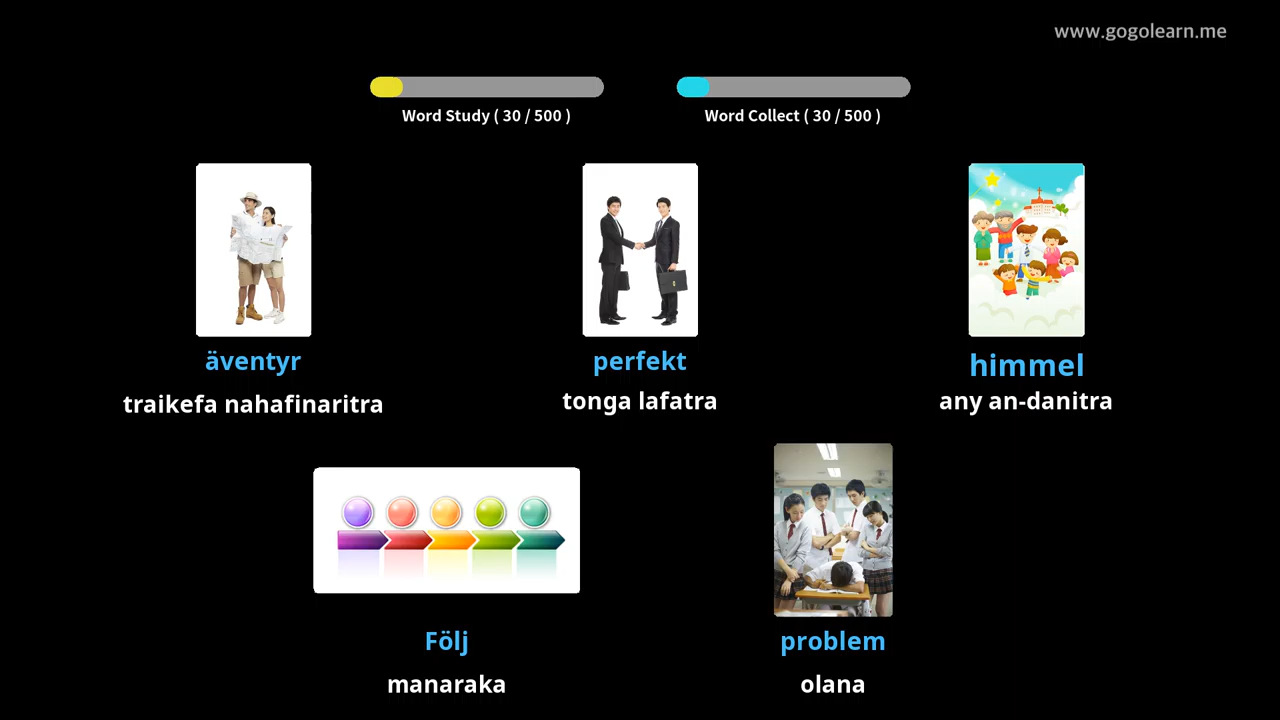 www.gogolearn.me
Word Study ( 30 / 500 )
Word Collect ( 30 / 500 )
äventyr
perfekt
himmel
traikefa nahafinaritra
tonga lafatra
any an-danitra
Följ
problem
manaraka
olana